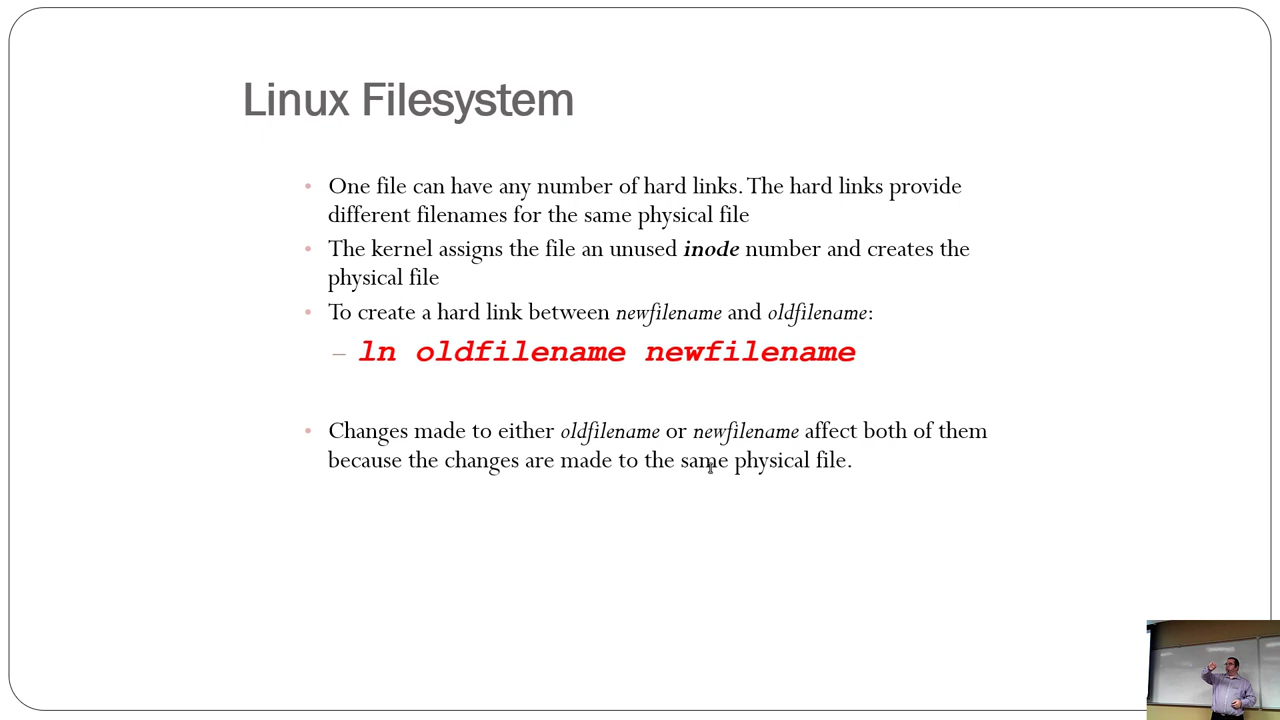 Linux Filesystem
• One file can have any number of hard links. The hard links provide
different filenames for the same physical file
• The kernel assigns the file an unused inode number and creates the
physical file
• To create a hard link between newfilename and oldfilename:
– ln oldfilename newfilename
• Changes made to either oldfilename or newfilename affect both of them
because the changes are made to the same physical file.